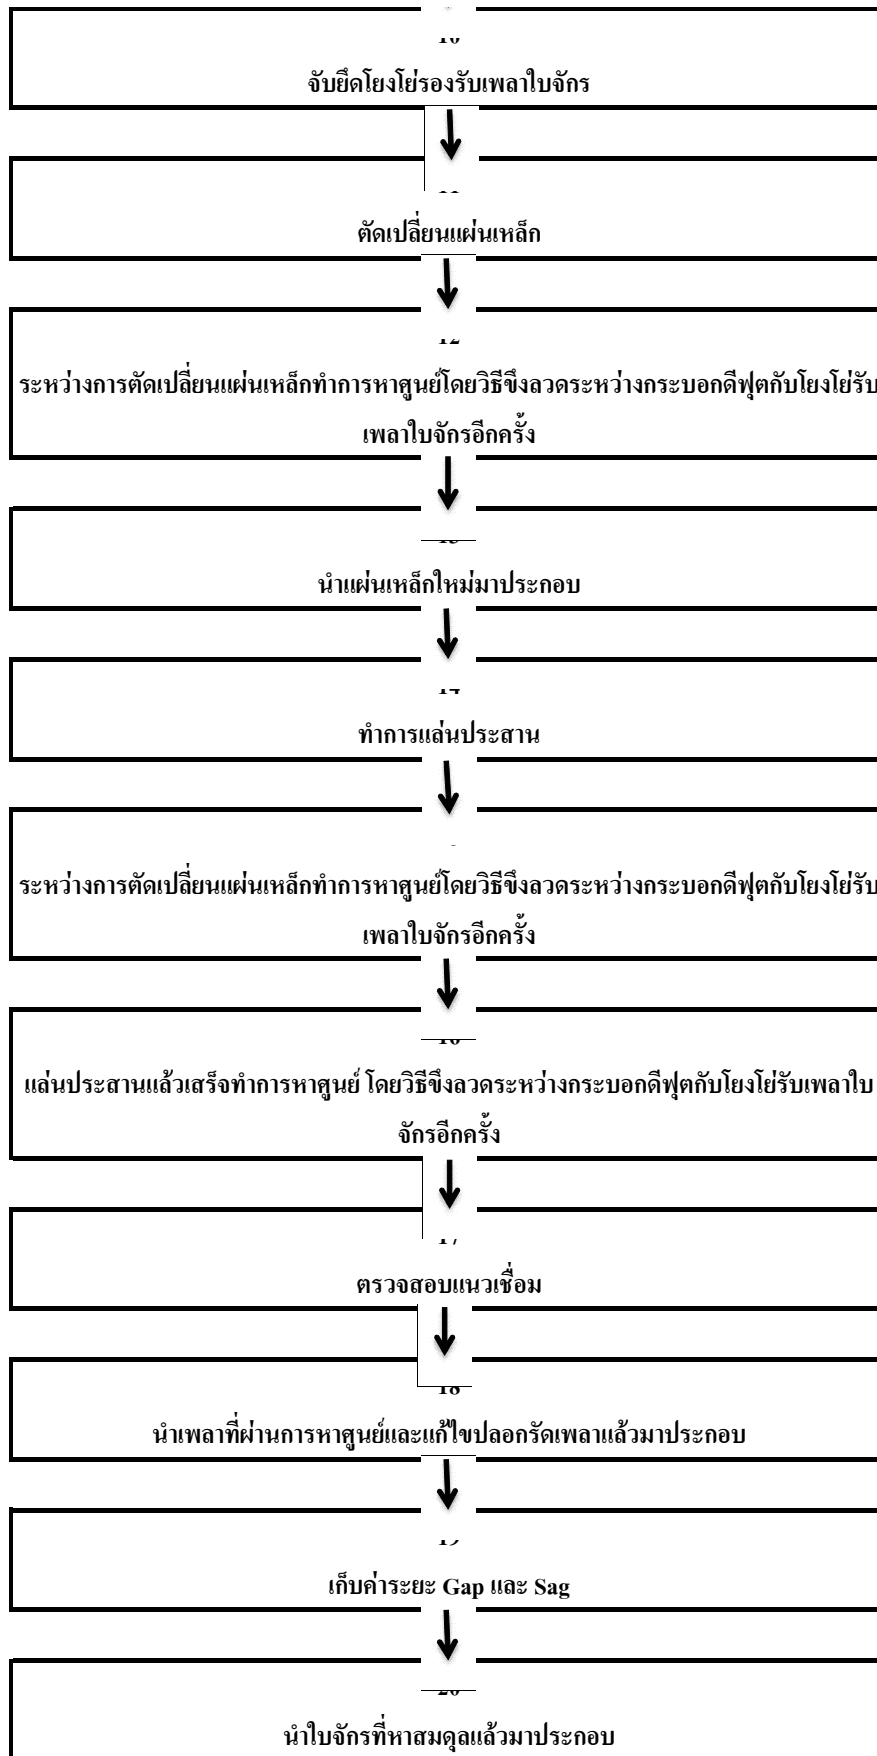 จับยึดโยงโย่รองรับเพลาใบจักร
ตัดเปลี่ยนแผ่นเหล็ก
ระหว่างการตัดเปลี่ยนแผ่นเหล็กทำการหาศูนย์โดยวิธีขึงลวดระหว่างกระบอกดีฟุตกับโยงโย่รับ
เพลาใบจักรอีกครั้ง
นำแผ่นเหล็กใหม่มาประกอบ
ทำการแล่นประสาน
ระหว่างการตัดเปลี่ยนแผ่นเหล็กทำการหาศูนย์โดยวิธีขึงลวดระหว่างกระบอกดีฟุตกับโยงโย่รับ
เพลาใบจักรอีกครั้ง
แล่นประสานแล้วเสร็จทำการหาศูนย์ โดยวิธีขึงลวดระหว่างกระบอกดีฟุตกับโยงโย่รับเพลาใบ
จักรอีกครั้ง
ตรวจสอบแนวเชื่อม
18
นำเพลาที่ผ่านการหาศูนย์และแก้ไขปลอกรัดเพลาแล้วมาประกอบ
เก็บค่าระยะ Gap และ Sag
นำใบจักรที่หาสมดุลแล้วมาประกอบ